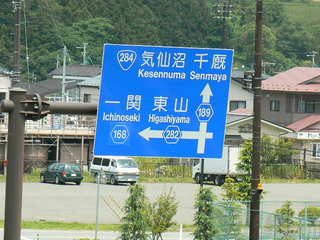 284
気仙沼 千厩
Kesennuma Senmaya
一関 東山
Ichinoseki Higashiyama
168
282
189